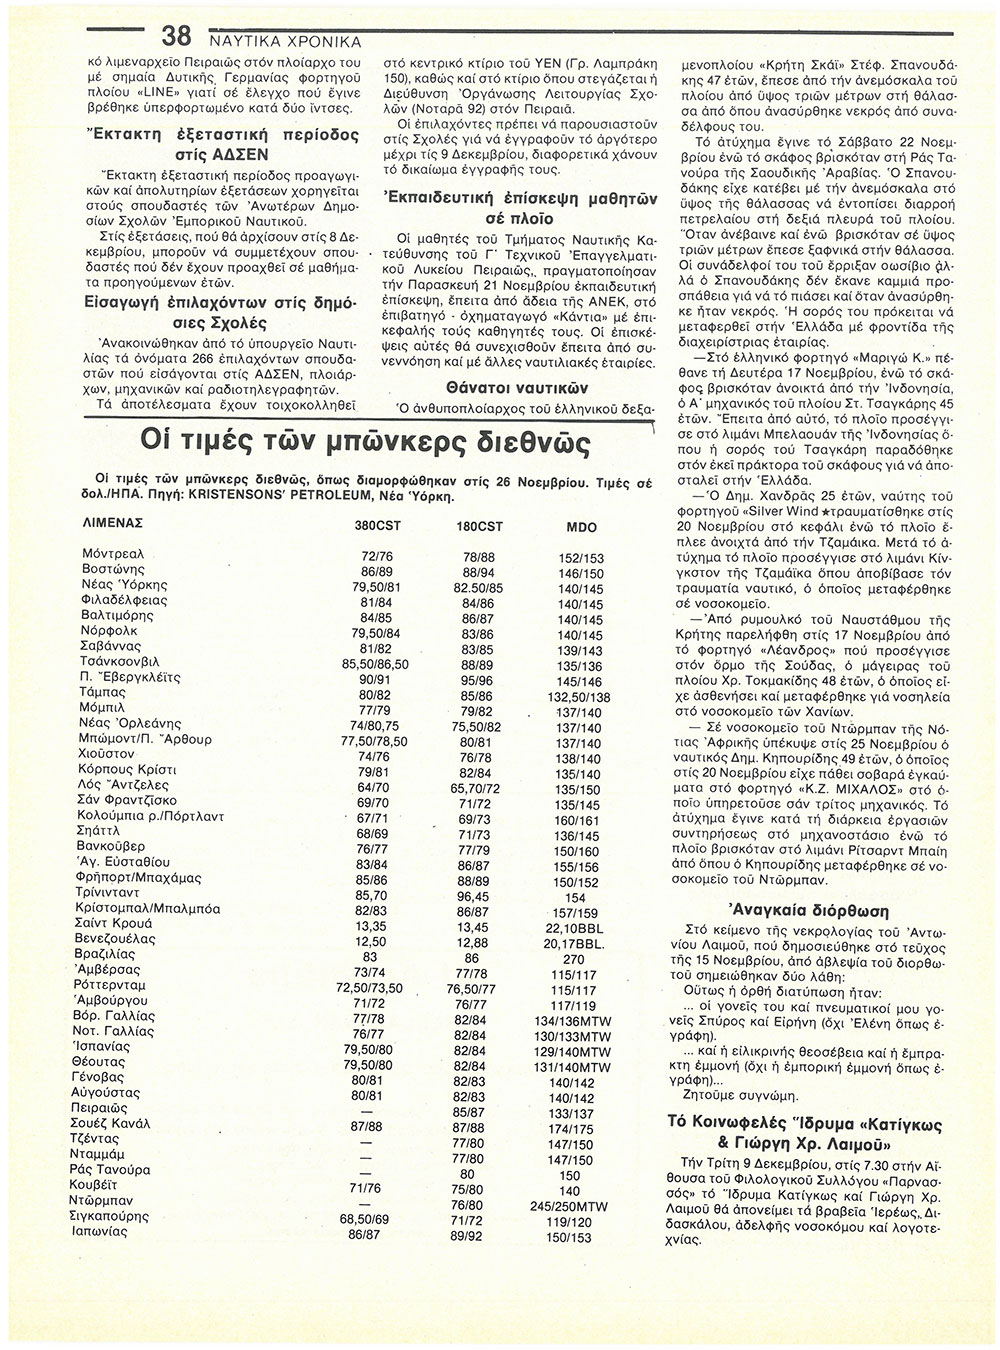 38 ΝΑΥΤΙΚΑ ΧΡΟΝΙΚΑ
κό λιμεναρχεῖο Πειραιῶς στόν πλοίαρχο του
μέ σημαία Δυτικῆς Γερμανίας φορτηγοῦ
πλοίου «LINE» γιατί σέ ἔλεγχο πού ἔγινε
βρέθηκε ὑπερφορτωμένο κατά δύο ἴντσες.
Ἔκτακτη ἐξεταστική περίοδος
στίς ΑΔΣΕΝ
Ἔκτακτη ἐξεταστική περίοδος προαγωγι-
κῶν καί ἀπολυτηρίων ἐξετάσεων χορηγεῖται
στούς σπουδαστές τῶν Ἀνωτέρων Δημο-
σίων Σχολῶν Ἐμπορικοῦ Ναυτικοῦ.
Στίς ἐξετάσεις, πού θά ἀρχίσουν στίς 8 Δε-
κεμβρίου, μποροῦν νά συμμετέχουν σπου-
δαστές πού δέν ἔχουν προαχθεῖ σέ μαθήμα-
τα προηγούμενων ἐτῶν.
Εἰσαγωγή ἐπιλαχόντων στίς δημό-
σιες Σχολές
Ἀνακοινώθηκαν ἀπό τό ὑπουργεῖο Ναυτι-
λίας τά ὀνόματα 266 ἐπιλαχόντων σπουδα-
στῶν πού εἰσάγονται στίς ΑΔΣΕΝ, πλοιάρ-
χων, μηχανικῶν καί ραδιοτηλεγραφητῶν.
Τά ἀποτέλεσματα ἔχουν τοιχοκολληθεῖ
στό κεντρικό κτίριο τοῦ ΥΕΝ (Γρ. Λαμπράκη
150), καθώς καί στό κτίριο ὅπου στεγάζεται ἡ
Διεύθυνση Ὀργάνωσης Λειτουργίας Σχο-
λῶν (Νοταρᾶ 92) στόν Πειραιᾶ.
Οἱ ἐπιλαχόντες πρέπει νά παρουσιαστοῦν
στίς Σχολές γιά νά ἐγγραφοῦν τό ἀργότερο
μέχρι τίς 9 Δεκεμβρίου, διαφορετικά χάνουν
τό δικαίωμα ἐγγραφῆς τους.
Ἐκπαιδευτική ἐπίσκεψη μαθητῶν
σέ πλοῖο
Οἱ μαθητές τοῦ Τμήματος Ναυτικῆς Κα-
τεύθυνσης τοῦ Γ΄ Τεχνικοῦ Ἐπαγγελματι-
κοῦ Λυκείου Πειραιῶς, πραγματοποίησαν
τήν Παρασκευή 21 Νοεμβρίου ἐκπαιδευτική
ἐπίσκεψη, ἔπειτα ἀπό ἄδεια τῆς ΑΝΕΚ, στό
ἐπιβατηγό - ὀχηματαγωγό «Κάντια» μέ ἐπι-
κεφαλής τούς καθηγητές τους. Οἱ ἐπισκέ-
ψεις αὐτές θά συνεχισθοῦν ἔπειτα ἀπό συ-
νεννόηση καί μέ ἄλλες ναυτιλιακές ἑταιρίες.
Θάνατοι ναυτικῶν
Ὁ ἀνθυποπλοίαρχος τοῦ ἑλληνικοῦ δεξα-
μενοπλοίου «Κρήτη Σκάϊ» Στέφ. Σπανουδά-
κης 47 ἐτῶν, ἔπεσε ἀπό τήν ἀνεμόσκαλα τοῦ
πλοίου ἀπό ὕψος τριῶν μέτρων στή θάλασ-
σα ἀπό ὅπου ἀνασύρθηκε νεκρός ἀπό συνα-
δέλφους του.
Τό ἀτύχημα ἔγινε τό Σάββατο 22 Νοεμ-
βρίου ἐνῶ τό σκάφος βρισκόταν στή Ράς Τα-
νούρα τῆς Σαουδικῆς Ἀραβίας. Ὁ Σπανου-
δάκης εἶχε κατέβει μέ τήν ἀνεμόσκαλα στό
ὕψος τῆς θάλασσας νά ἐντοπίσει διαρροή
πετρελαίου στή δεξιά πλευρά τοῦ πλοίου.
Ὅταν ἀνέβαινε καί ἐνῶ βρισκόταν σέ ὕψος
τριῶν μέτρων ἔπεσε ξαφνικά στήν θάλασσα.
Οἱ συνάδελφοί του τοῦ ἔρριξαν σωσίβιο ἀλ-
λά ὁ Σπανουδάκης δέν ἔκανε καμμιά προ-
σπάθεια γιά νά τό πιάσει καί ὅταν ἀνασύρθη-
κε ἦταν νεκρός. Ἡ σορός του πρόκειται νά
μεταφερθεῖ στήν Ἑλλάδα μέ φροντίδα τῆς
διαχειρίστριας ἑταιρίας.
—Στό ἑλληνικό φορτηγό «Μαριγώ Κ.» πέ-
θανε τή Δευτέρα 17 Νοεμβρίου, ἐνῶ τό σκά-
φος βρισκόταν ἀνοικτά ἀπό τήν Ἰνδονησία,
ὁ Α΄ μηχανικός τοῦ πλοίου Στ. Τσαγκάρης 45
ἐτῶν. Ἔπειτα ἀπό αὐτό, τό πλοῖο προσέγγι-
σε στό λιμάνι Μπελαουάν τῆς Ἰνδονησίας ὅ-
που ἡ σορός τοῦ Τσαγκάρη παραδόθηκε
στόν ἐκεῖ πράκτορα τοῦ σκάφους γιά νά ἀπο-
σταλεῖ στήν Ἑλλάδα.
—Ὁ Δημ. Χανδρᾶς 25 ἐτῶν, ναύτης τοῦ
φορτηγοῦ «Silver Wind ★τραυματίσθηκε στίς
20 Νοεμβρίου στό κεφάλι ἐνῶ τό πλοῖο ἔ-
πλεε ἀνοιχτά ἀπό τήν Τζαμάικα. Μετά τό ἀ-
τύχημα τό πλοῖο προσέγγισε στό λιμάνι Κίν-
γκστον τῆς Τζαμάϊκα ὅπου ἀποβίβασε τόν
τραυματία ναυτικό, ὁ ὁποῖος μεταφέρθηκε
σέ νοσοκομεῖο.
—Ἀπό ρυμουλκό τοῦ Ναυστάθμου τῆς
Κρήτης παρελήφθη στίς 17 Νοεμβρίου ἀπό
τό φορτηγό «Λέανδρος» πού προσέγγισε
στόν ὅρμο τῆς Σούδας, ὁ μάγειρας τοῦ
πλοίου Χρ. Τοκμακίδης 48 ἐτῶν, ὁ ὁποῖος εἶ-
χε ἀσθενήσει καί μεταφέρθηκε γιά νοσηλεία
στό νοσοκομεῖο τῶν Χανίων.
— Σέ νοσοκομεῖο τοῦ Ντῶρμπαν τῆς Νό-
τιας Ἀφρικῆς ὑπέκυψε στίς 25 Νοεμβρίου ὁ
ναυτικός Δημ. Κηπουρίδης 49 ἐτῶν, ὁ ὁποῖος
στίς 20 Νοεμβρίου εἶχε πάθει σοβαρά ἐγκαύ-
ματα στό φορτηγό «Κ.Ζ. ΜΙΧΑΛΟΣ» στό ὁ-
ποῖο ὑπηρετοῦσε σάν τρίτος μηχανικός. Τό
ἀτύχημα ἔγινε κατά τή διάρκεια ἐργασιῶν
συντηρήσεως στό μηχανοστάσιο ἐνῶ τό
πλοῖο βρισκόταν στό λιμάνι Ρίτσαρντ Μπαίη
ἀπό ὅπου ὁ Κηπουρίδης μεταφέρθηκε σέ νο-
σοκομεῖο τοῦ Ντῶρμπαν.
Ἀναγκαία διόρθωση
Στό κείμενο τῆς νεκρολογίας τοῦ Ἀντω-
νίου Λαιμοῦ, πού δημοσιεύθηκε στό τεῦχος
τῆς 15 Νοεμβρίου, ἀπό ἀβλεψία τοῦ διορθω-
τοῦ σημειώθηκαν δύο λάθη:
Οὕτως ἡ ὀρθή διατύπωση ἦταν:
... οἱ γονεῖς του καί πνευματικοί μου γο-
νεῖς Σπύρος καί Εἰρήνη (ὄχι Ἑλένη ὅπως ἐ-
γράφη).
... καί ἡ εἰλικρινής θεοσέβεια καί ἡ ἔμπρα-
κτη ἐμμονή (ὄχι ἡ ἐμπορική ἐμμονή ὅπως ἐ-
γράφη)...
Ζητοῦμε συγνώμη.
Τό Κοινωφελές Ἵδρυμα «Κατίγκως
& Γιώργη Χρ. Λαιμοῦ»
Τήν Τρίτη 9 Δεκεμβρίου, στίς 7.30 στήν Αἴ-
θουσα τοῦ Φιλολογικοῦ Συλλόγου «Παρνασ-
σός» τό Ἵδρυμα Κατίγκως καί Γιώργη Χρ.
Λαιμοῦ θά ἀπονείμει τά βραβεῖα Ἱερέως, Δι-
δασκάλου, ἀδελφῆς νοσοκόμου καί λογοτε-
χνίας.
Οἱ τιμές τῶν μπῶνκερς διεθνῶς
Οἱ τιμές τῶν μπῶνκερς διεθνῶς, ὅπως διαμορφώθηκαν στίς 26 Νοεμβρίου. Τιμές σέ
δολ./ΗΠΑ. Πηγή: KRISTENSONS' PETROLEUM, Νέα Ὑόρκη.
ΛΙΜΕΝΑΣ 380CST 180CST MDO
Μόντρεαλ 72/76 78/88 152/153
Βοστώνης 86/89 88/94 146/150
Νέας Ὑόρκης 79,50/81 82.50/85 140/145
Φιλαδέλφειας 81/84 84/86 140/145
Βαλτιμόρης 84/85 86/87 140/145
Νόρφολκ 79,50/84 83/86 140/145
Σαβάννας 81/82 83/85 139/143
Τσάνκσονβιλ 85,50/86,50 88/89 135/136
Π. Ἔβεργκλέϊτς 90/91 95/96 145/146
Τάμπας 80/82 85/86 132,50/138
Μόμπιλ 77/79 79/82 137/140
Νέας Ὀρλεάνης 74/80,75 75,50/82 137/140
Μπώμοντ/Π. Ἄρθουρ 77,50/78,50 80/81 137/140
Χιοῦστον 74/76 76/78 138/140
Κόρπους Κρίστι 79/81 82/84 135/140
Λός Ἄντζελες 64/70 65,70/72 135/150
Σάν Φραντζῖσκο 69/70 71/72 135/145
Κολούμπια ρ./Πόρτλαντ 67/71 69/73 160/161
Σηάττλ 68/69 71/73 136/145
Βανκοῦβερ 76/77 77/79 150/160
Ἁγ. Εὐσταθίου 83/84 86/87 155/156
Φρήπορτ/Μπαχάμας 85/86 88/89 150/152
Τρίνινταντ 85,70 96,45 154
Κρίστομπαλ/Μπαλμπόα 82/83 86/87 157/159
Σαίντ Κρουά 13,35 13,45 22,10BBL
Βενεζουέλας 12,50 12,88 20,17BBL.
Βραζιλίας 83 86 270
Ἀμβέρσας 73/74 77/78 115/117
Ρόττερνταμ 72,50/73,50 76,50/77 115/117
Ἁμβούργου 71/72 76/77 117/119
Βόρ. Γαλλίας 77/78 82/84 134/136MTW
Νοτ. Γαλλίας 76/77 82/84 130/133MTW
Ἱσπανίας 79,50/80 82/84 129/140MTW
Θέουτας 79,50/80 82/84 131/140MTW
Γένοβας 80/81 82/83 140/142
Αὐγούστας 80/81 82/83 140/142
Πειραιῶς — 85/87 133/137
Σουέζ Κανάλ 87/88 87/88 174/175
Τζέντας — 77/80 147/150
Νταμμάμ — 77/80 147/150
Ράς Τανούρα — 80 150
Κουβέϊτ 71/76 75/80 140
Ντῶρμπαν — 76/80 245/250MTW
Σιγκαπούρης 68,50/69 71/72 119/120
Ιαπωνίας 86/87 89/92 150/153